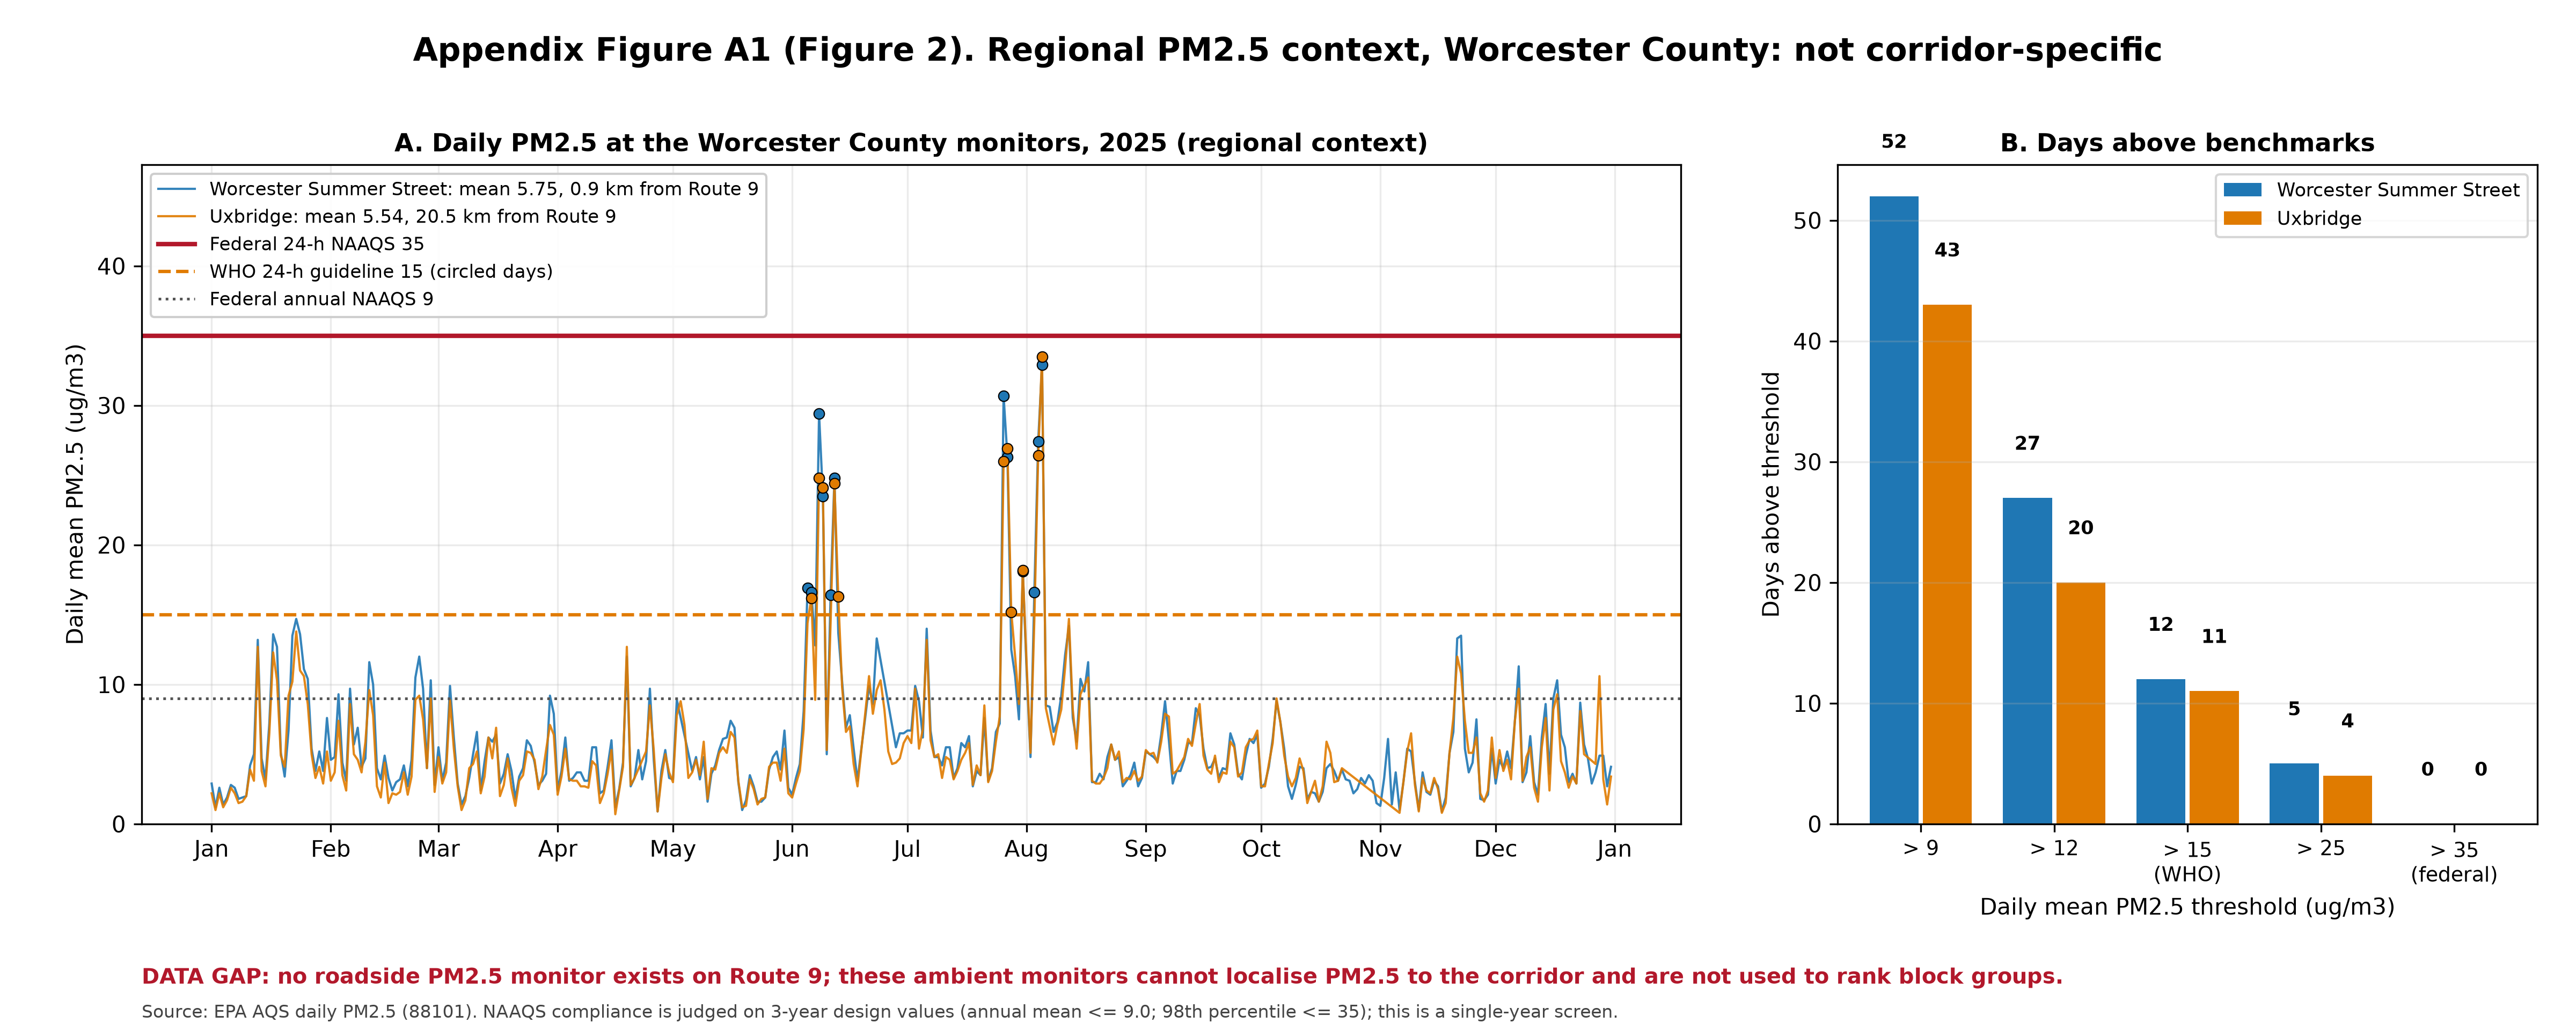 Appendix Figure A1 (Figure 2). Regional PM2.5 context, Worcester County: not corridor-specific
A. Daily PM2.5 at the Worcester County monitors, 2025 (regional context)
Worcester Summer Street: mean 5.75, 0.9 km from Route 9
Uxbridge: mean 5.54, 20.5 km from Route 9
Federal 24-h NAAQS 35
WHO 24-h guideline 15 (circled days)
Federal annual NAAQS 9
Daily mean PM2.5 (ug/m3)
40
30
20
10
0
Jan Feb Mar Apr May Jun Jul Aug Sep Oct Nov Dec Jan
B. Days above benchmarks
Worcester Summer Street
Uxbridge
Days above threshold
50
40
30
20
10
0
52
43
27
20
12
11
5
4
0
0
> 9 > 12 > 15 > 25 > 35
(WHO) (federal)
Daily mean PM2.5 threshold (ug/m3)
DATA GAP: no roadside PM2.5 monitor exists on Route 9; these ambient monitors cannot localise PM2.5 to the corridor and are not used to rank block groups.
Source: EPA AQS daily PM2.5 (88101). NAAQS compliance is judged on 3-year design values (annual mean <= 9.0; 98th percentile <= 35); this is a single-year screen.